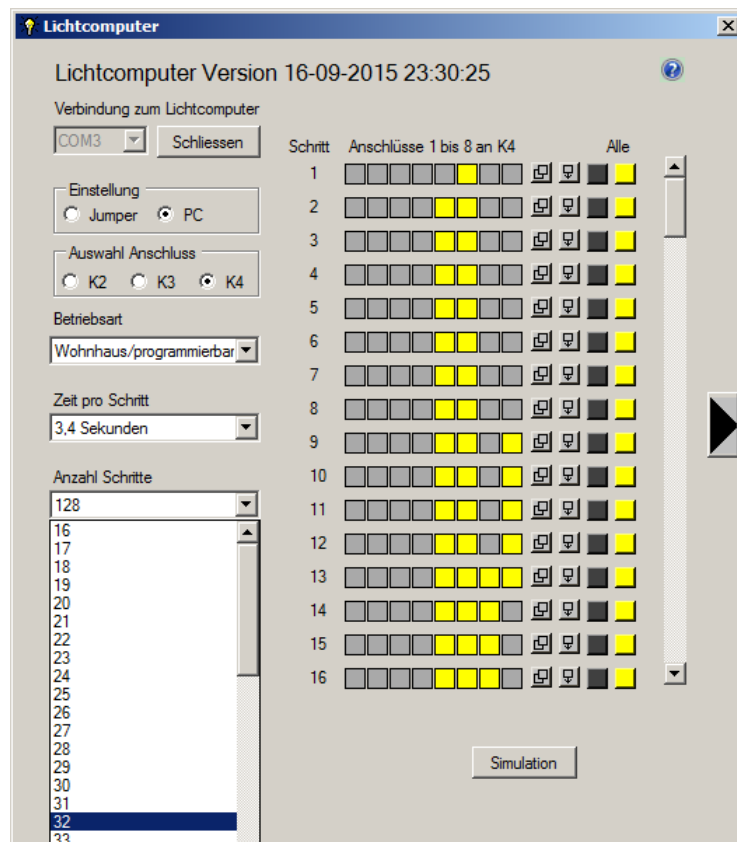 Lichtcomputer
Lichtcomputer Version 16-09-2015 23:30:25
Verbindung zum Lichtcomputer
COM3 Schliessen
Einstellung
Jumper PC
Auswahl Anschluss
K2 K3 K4
Betriebsart
Wohnhaus/programmierbar
Zeit pro Schritt
3,4 Sekunden
Anzahl Schritte
128
16
17
18
19
20
21
22
23
24
25
26
27
28
29
30
31
32
33
Schritt Anschlüsse 1 bis 8 an K4 Alle
1
2
3
4
5
6
7
8
9
10
11
12
13
14
15
16
Simulation